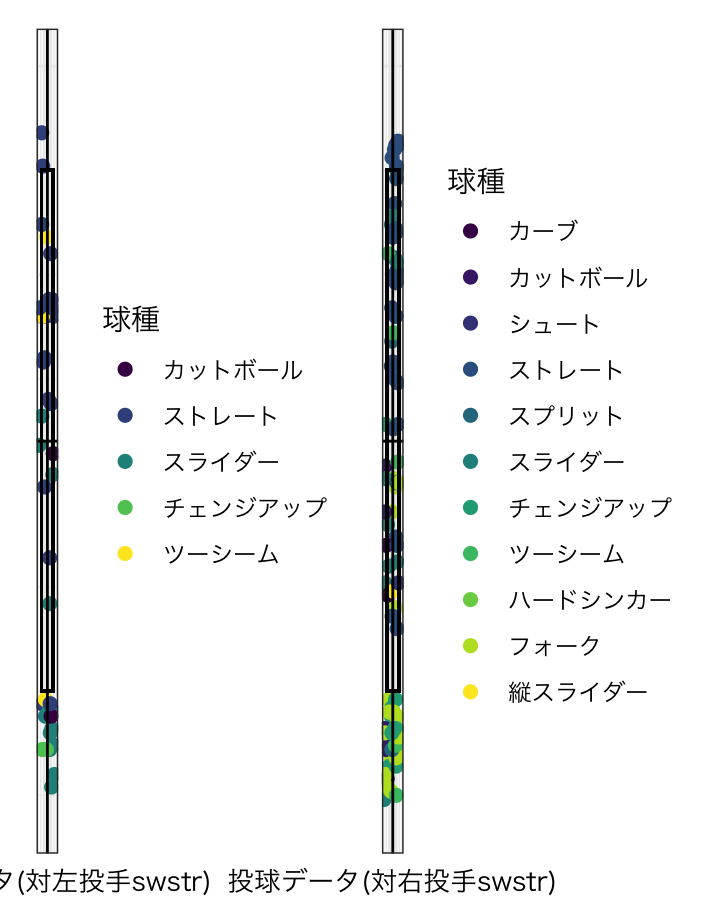 球種
カットボール
ストレート
スライダー
チェンジアップ
ツーシーム
球種
カーブ
カットボール
シュート
ストレート
スプリット
スライダー
チェンジアップ
ツーシーム
ハードシンカー
フォーク
縦スライダー
タ(対左投手swstr)
投球データ(対右投手swstr)